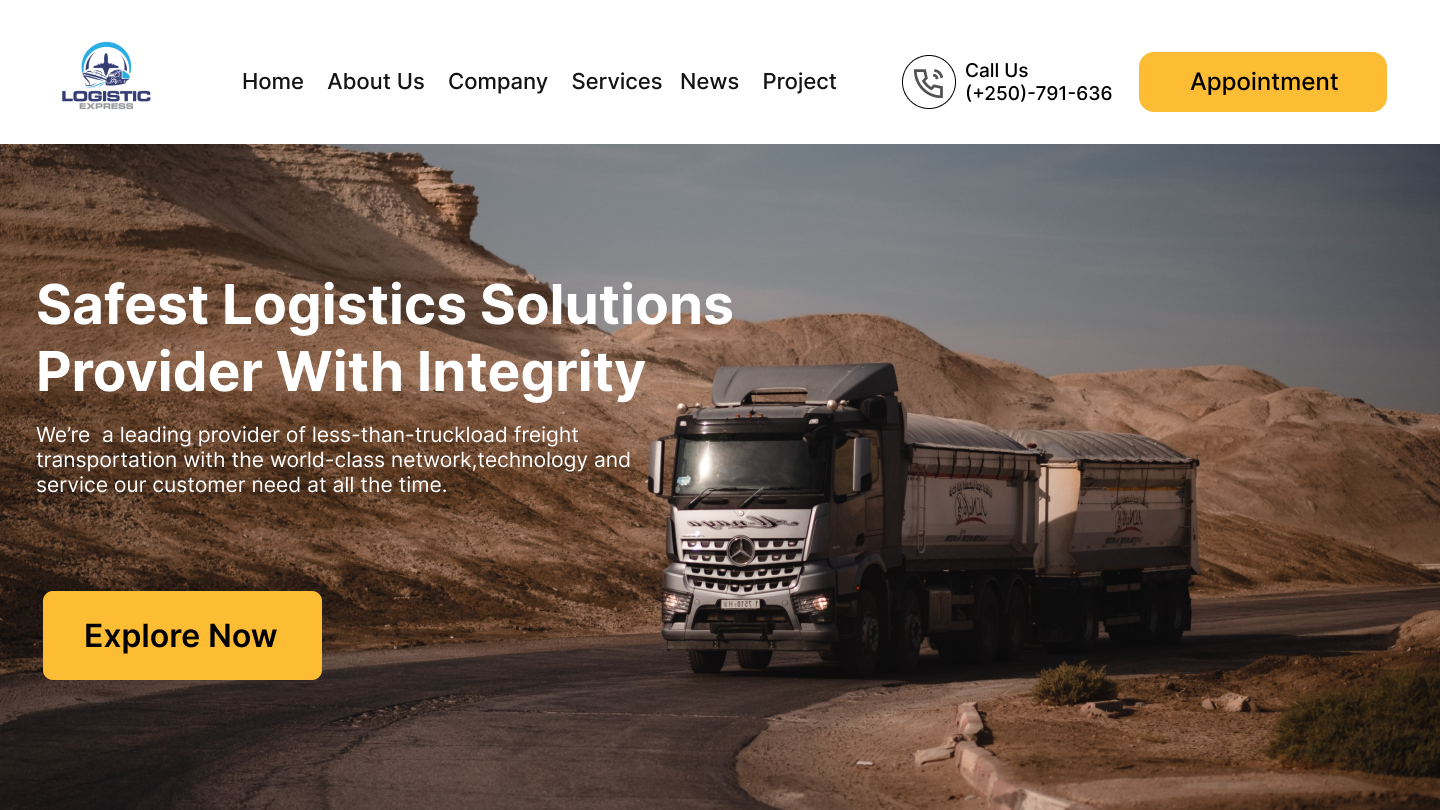 LOGISTIC
EXPRESS
Home About Us Company Services News Project
Call Us
(+250)-791-636
Appointment
Safest Logistics Solutions
Provider With Integrity
We’re  a leading provider of less-than-truckload freight
transportation with the world-class network,technology and
service our customer need at all the time.
Explore Now